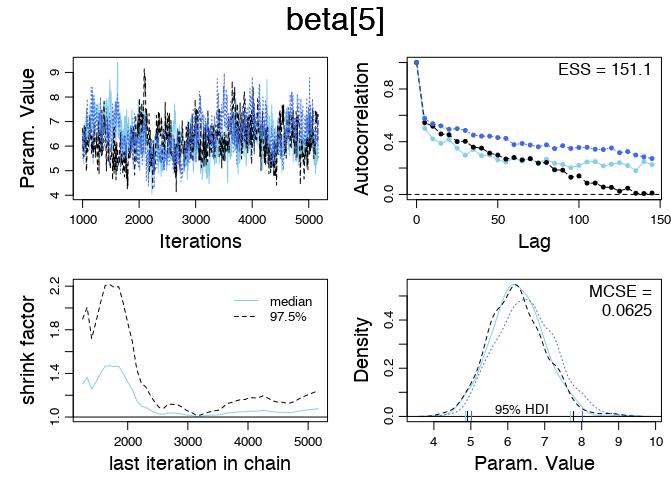 beta[5]
Param. Value
4 5 6 7 8 9
1000 2000 3000 4000 5000
Iterations
Autocorrelation
0.0 0.4 0.8
ESS = 151.1
0 50 100 150
Lag
shrink factor
1.0 1.4 1.8 2.2
median
97.5%
2000 3000 4000 5000
last iteration in chain
Density
0.0 0.2 0.4
MCSE =
0.0625
95% HDI
4 5 6 7 8 9 10
Param. Value